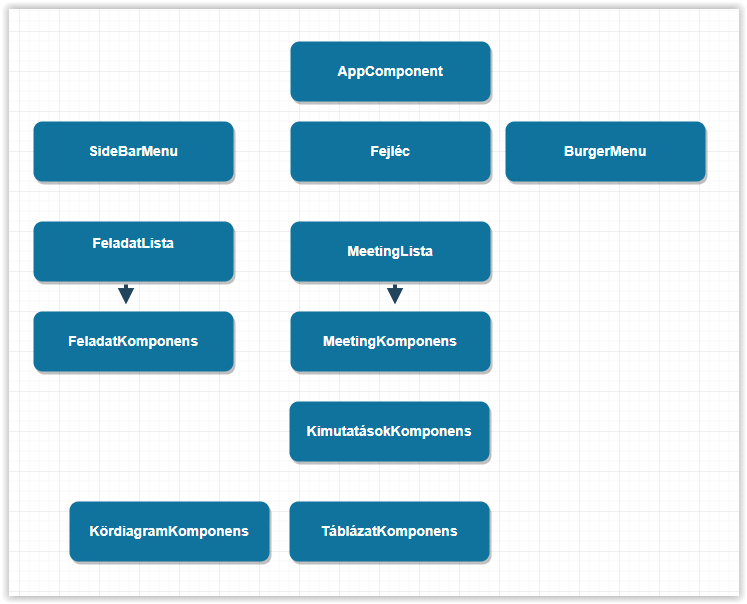 AppComponent
SideBarMenu
Fejléc
BurgerMenu
FeladatLista
MeetingLista
FeladatKomponens
MeetingKomponens
KimutatásokKomponens
KördiagramKomponens
TáblázatKomponens